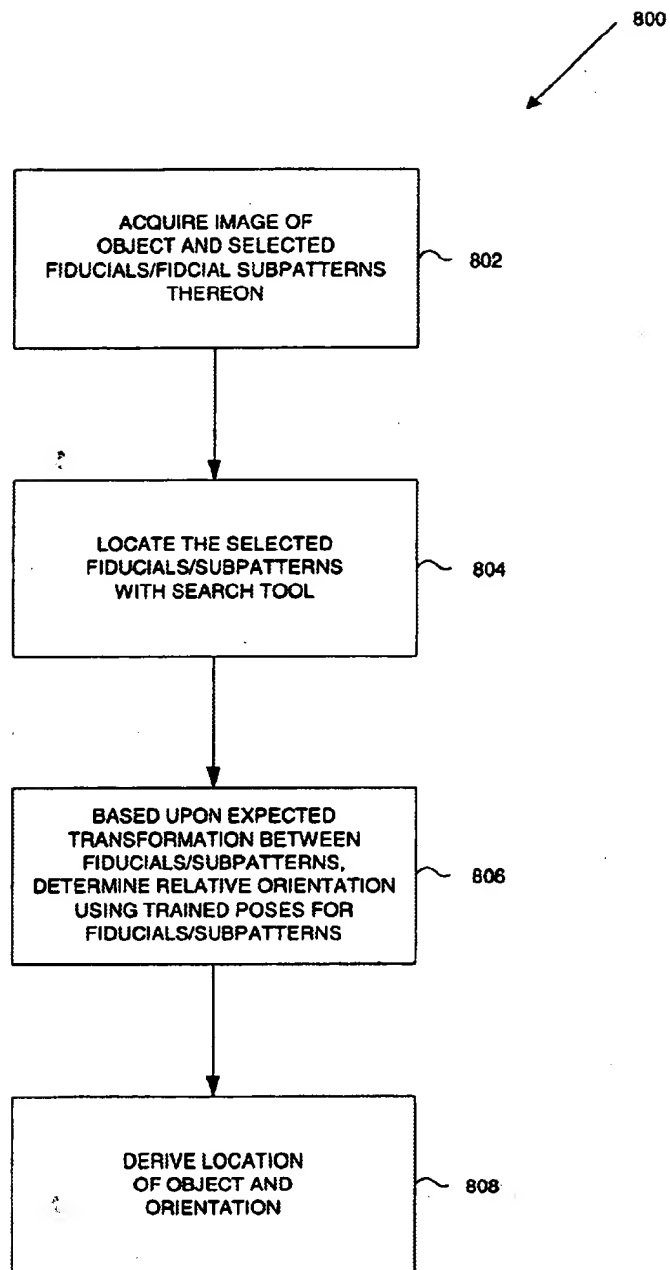 800
ACQUIRE IMAGE OF
OBJECT AND SELECTED
FIDUCIALS/FIDCIAL SUBPATTERNS
THEREON
802
LOCATE THE SELECTED
FIDUCIALS/SUBPATTERNS
WITH SEARCH TOOL
804
BASED UPON EXPECTED
TRANSFORMATION BETWEEN
FIDUCIALS/SUBPATTERNS,
DETERMINE RELATIVE ORIENTATION
USING TRAINED POSES FOR
FIDUCIALS/SUBPATTERNS
806
DERIVE LOCATION
OF OBJECT AND
ORIENTATION
808